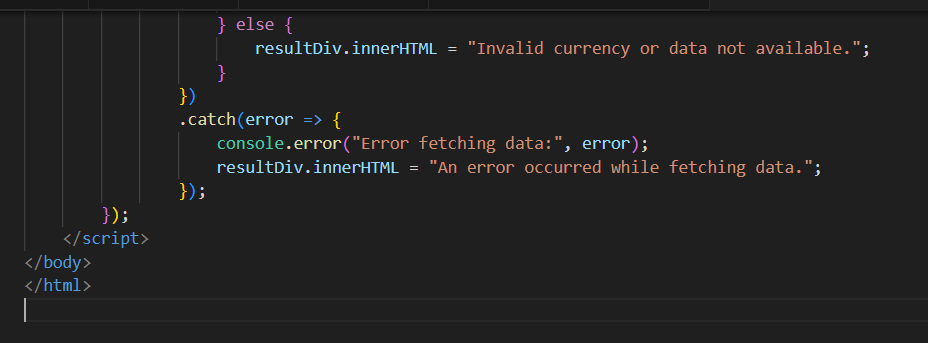 } else {
resultDiv.innerHTML = "Invalid currency or data not available.";
}
})
.catch(error => {
console.error("Error fetching data:", error);
resultDiv.innerHTML = "An error occurred while fetching data.";
});
});
</script>
</body>
</html>